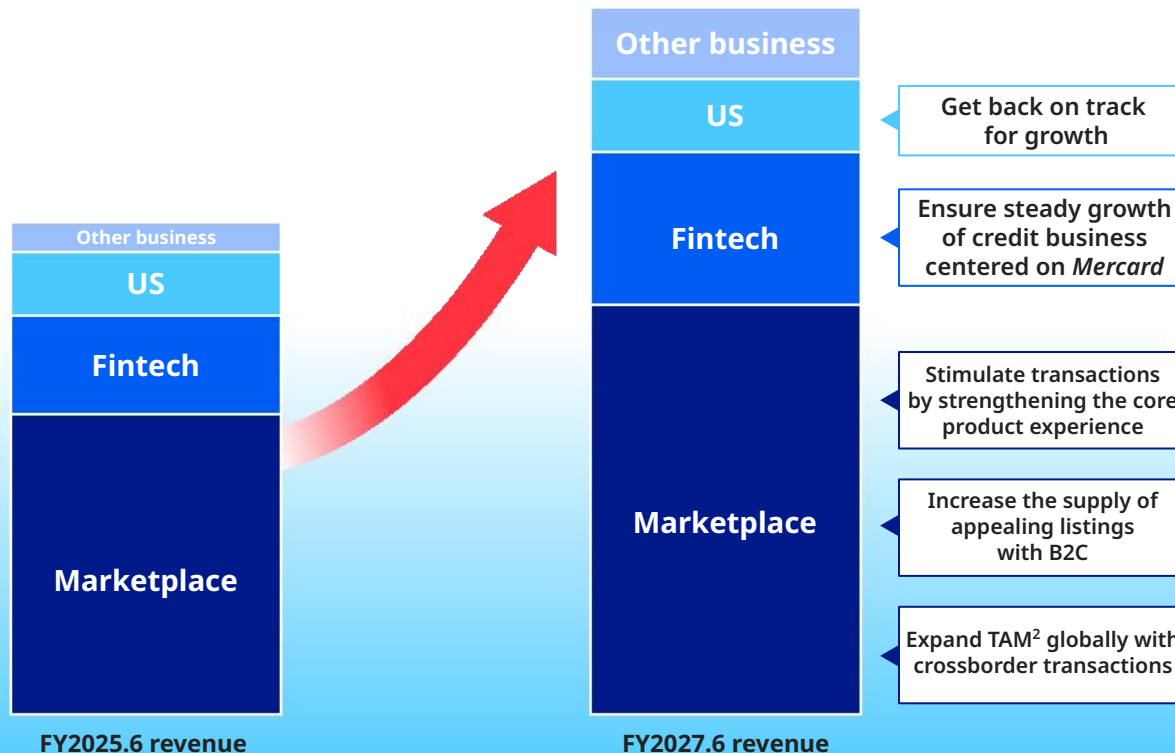 Other business
US
Fintech
Marketplace
FY2025.6 revenue
Other business
US
Fintech
Marketplace
FY2027.6 revenue
Get back on track
for growth
Ensure steady growth
of credit business
centered on Mercard
Stimulate transactions
by strengthening the core
product experience
Increase the supply of
appealing listings
with B2C
Expand TAM² globally with
crossborder transactions